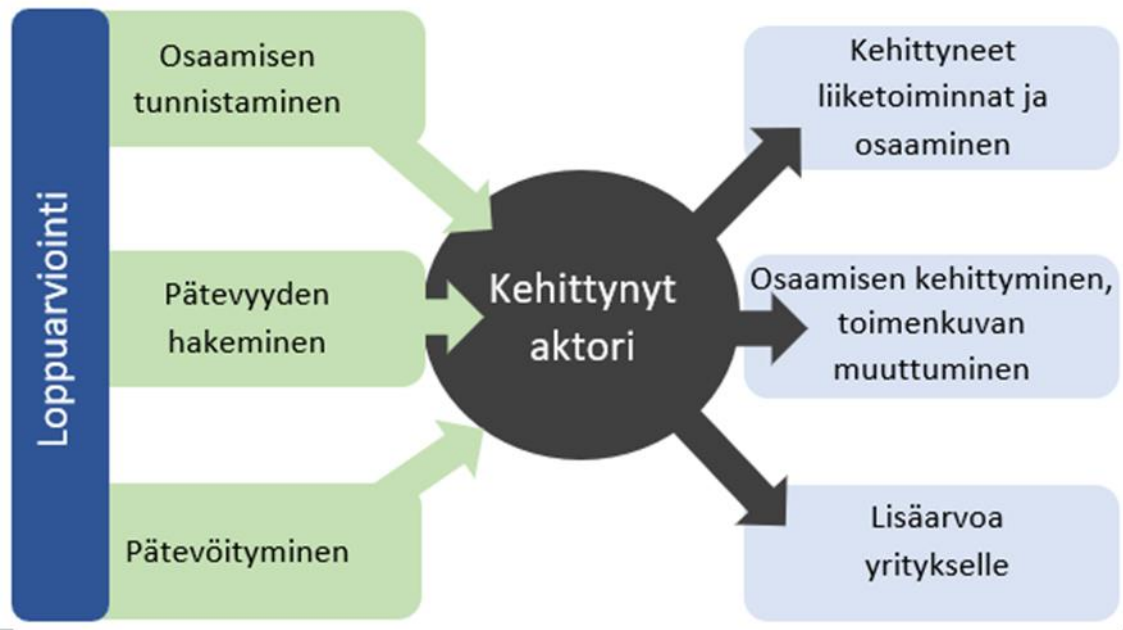 Loppuarviointi
Osaamisen
tunnistaminen
Pätevyyden
hakeminen
Pätevöityminen
Kehittynyt
aktori
Kehittyneet
liiketoiminnat ja
osaaminen
Osaamisen kehittyminen,
toimenkuvan
muuttuminen
Lisäarvoa
yritykselle